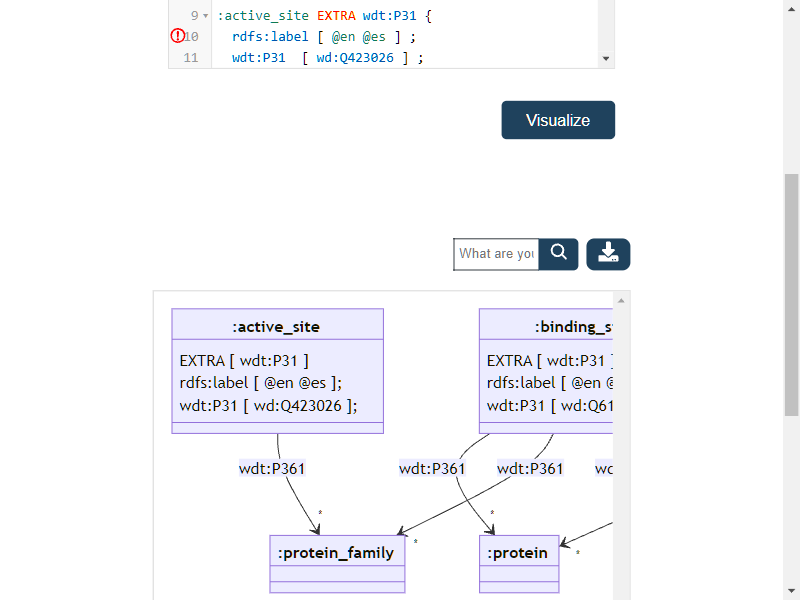 9 :active_site EXTRA wdt:P31 {
10 rdfs:label [ @en @es ] ;
11 wdt:P31 [ wd:Q423026 ] ;
Visualize
What are you
:active_site
EXTRA [ wdt:P31 ]
rdfs:label [ @en @es ];
wdt:P31 [ wd:Q423026 ];
:binding_s
EXTRA [ wdt:P31 ]
rdfs:label [ @en @
wdt:P31 [ wd:Q61
wdt:P361
wdt:P361
wdt:P361
wd
*
*
*
*
:protein_family
:protein